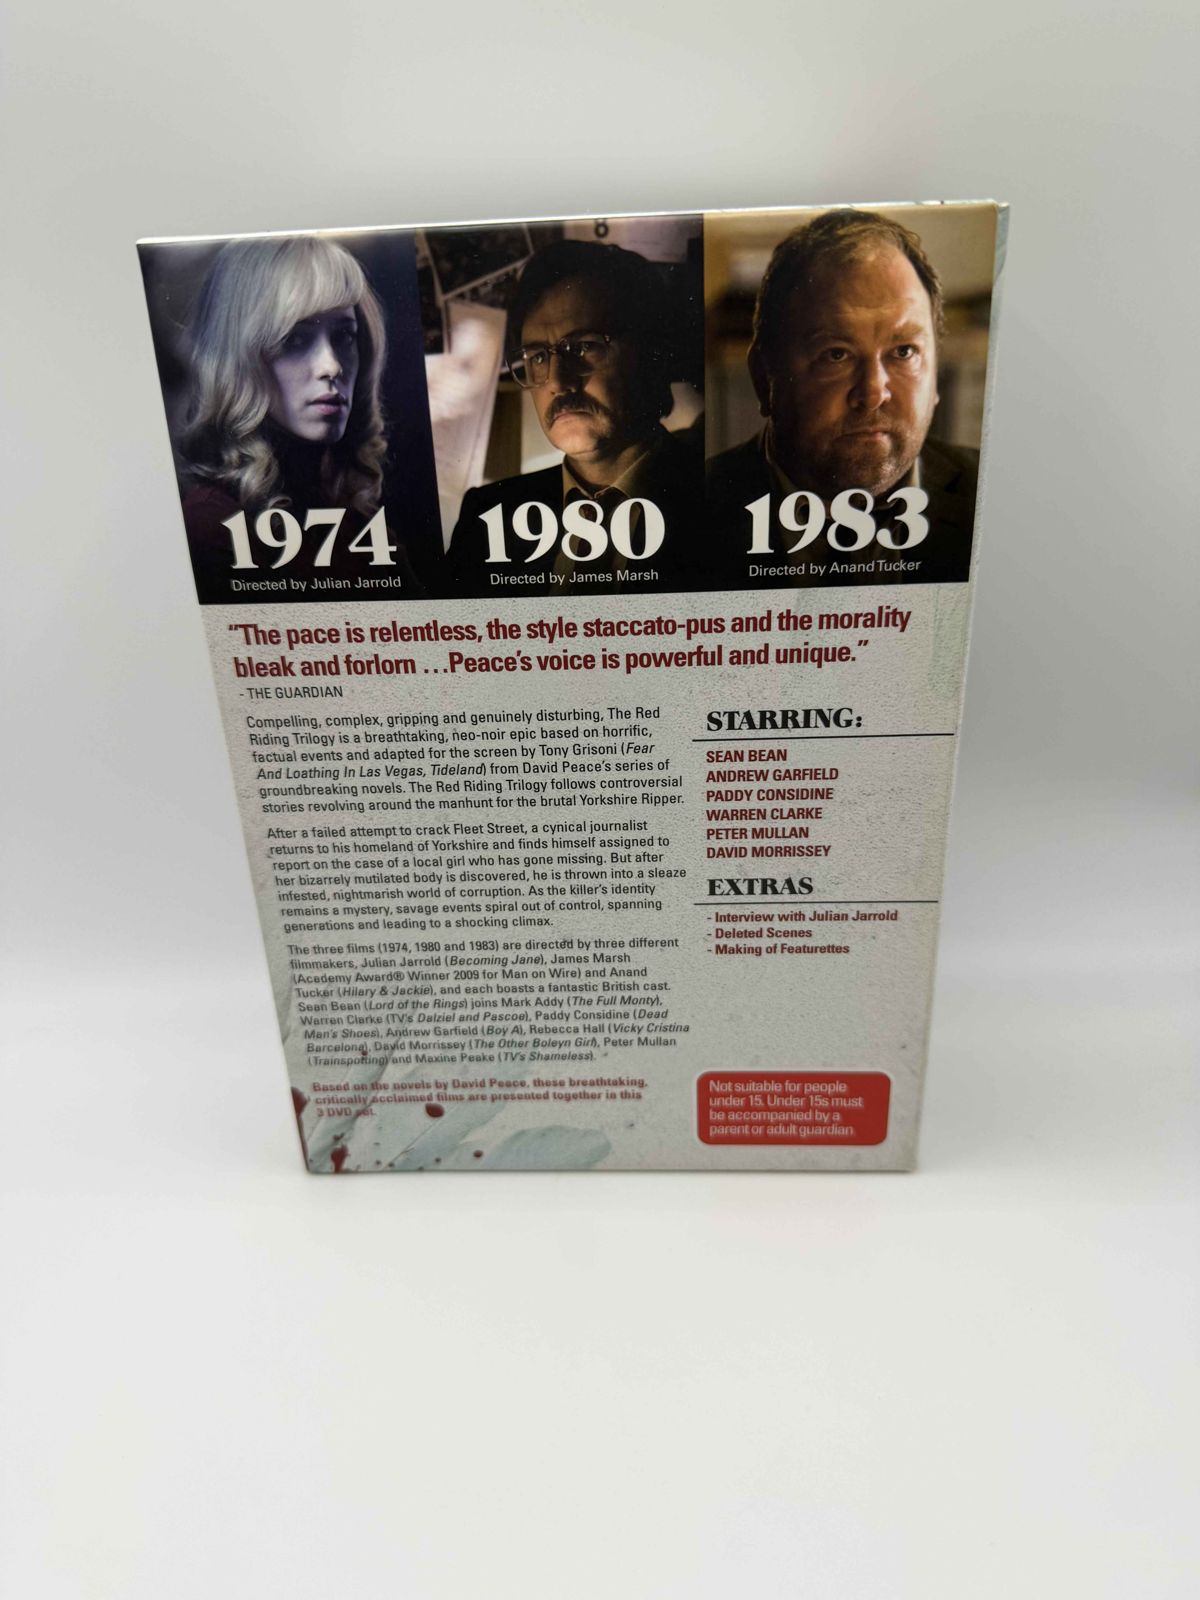 8
1974
Directed by Julian Jarrold
1980
Directed by James Marsh
1983
Directed by Anand Tucker
“The pace is relentless, the style staccato-pus and the morality
bleak and forlorn ...Peace’s voice is powerful and unique.”
- THE GUARDIAN
Compelling, complex, gripping and genuinely disturbing, The Red
Riding Trilogy is a breathtaking, neo-noir epic based on horrific,
factual events and adapted for the screen by Tony Grisoni (Fear
And Loathing In Las Vegas, Tideland) from David Peace’s series of
groundbreaking novels. The Red Riding Trilogy follows controversial
stories revolving around the manhunt for the brutal Yorkshire Ripper.
After a failed attempt to crack Fleet Street, a cynical journalist
returns to his homeland of Yorkshire and finds himself assigned to
report on the case of a local girl who has gone missing. But after
her bizarrely mutilated body is discovered, he is thrown into a sleaze
infested, nightmarish world of corruption. As the killer’s identity
remains a mystery, savage events spiral out of control, spanning
generations and leading to a shocking climax.
The three films (1974, 1980 and 1983) are directed by three different
filmmakers, Julian Jarrold (Becoming Jane), James Marsh
(Academy Award® Winner 2009 for Man on Wire) and Anand
Tucker (Hilary & Jackie), and each boasts a fantastic British cast.
Sean Bean (Lord of the Rings) joins Mark Addy (The Full Monty),
Warren Clarke (TV’s Dalziel and Pascoe), Paddy Considine (Dead
Man’s Shoes), Andrew Garfield (Boy A), Rebecca Hall (Vicky Cristina
Barcelona), David Morrissey (The Other Boleyn Girl), Peter Mullan
(Trainspotting) and Maxine Peake (TV’s Shameless).
Based on the novels by David Peace, these breathtaking,
critically acclaimed films are presented together in this
3 DVD set.
STARRING:
SEAN BEAN
ANDREW GARFIELD
PADDY CONSIDINE
WARREN CLARKE
PETER MULLAN
DAVID MORRISSEY
EXTRAS
- Interview with Julian Jarrold
- Deleted Scenes
- Making of Featurettes
Not suitable for people
under 15. Under 15s must
be accompanied by a
parent or adult guardian